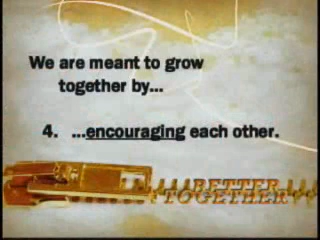 We are meant to grow
together by...
4. ...encouraging each other.
BETTER
TOGETHER